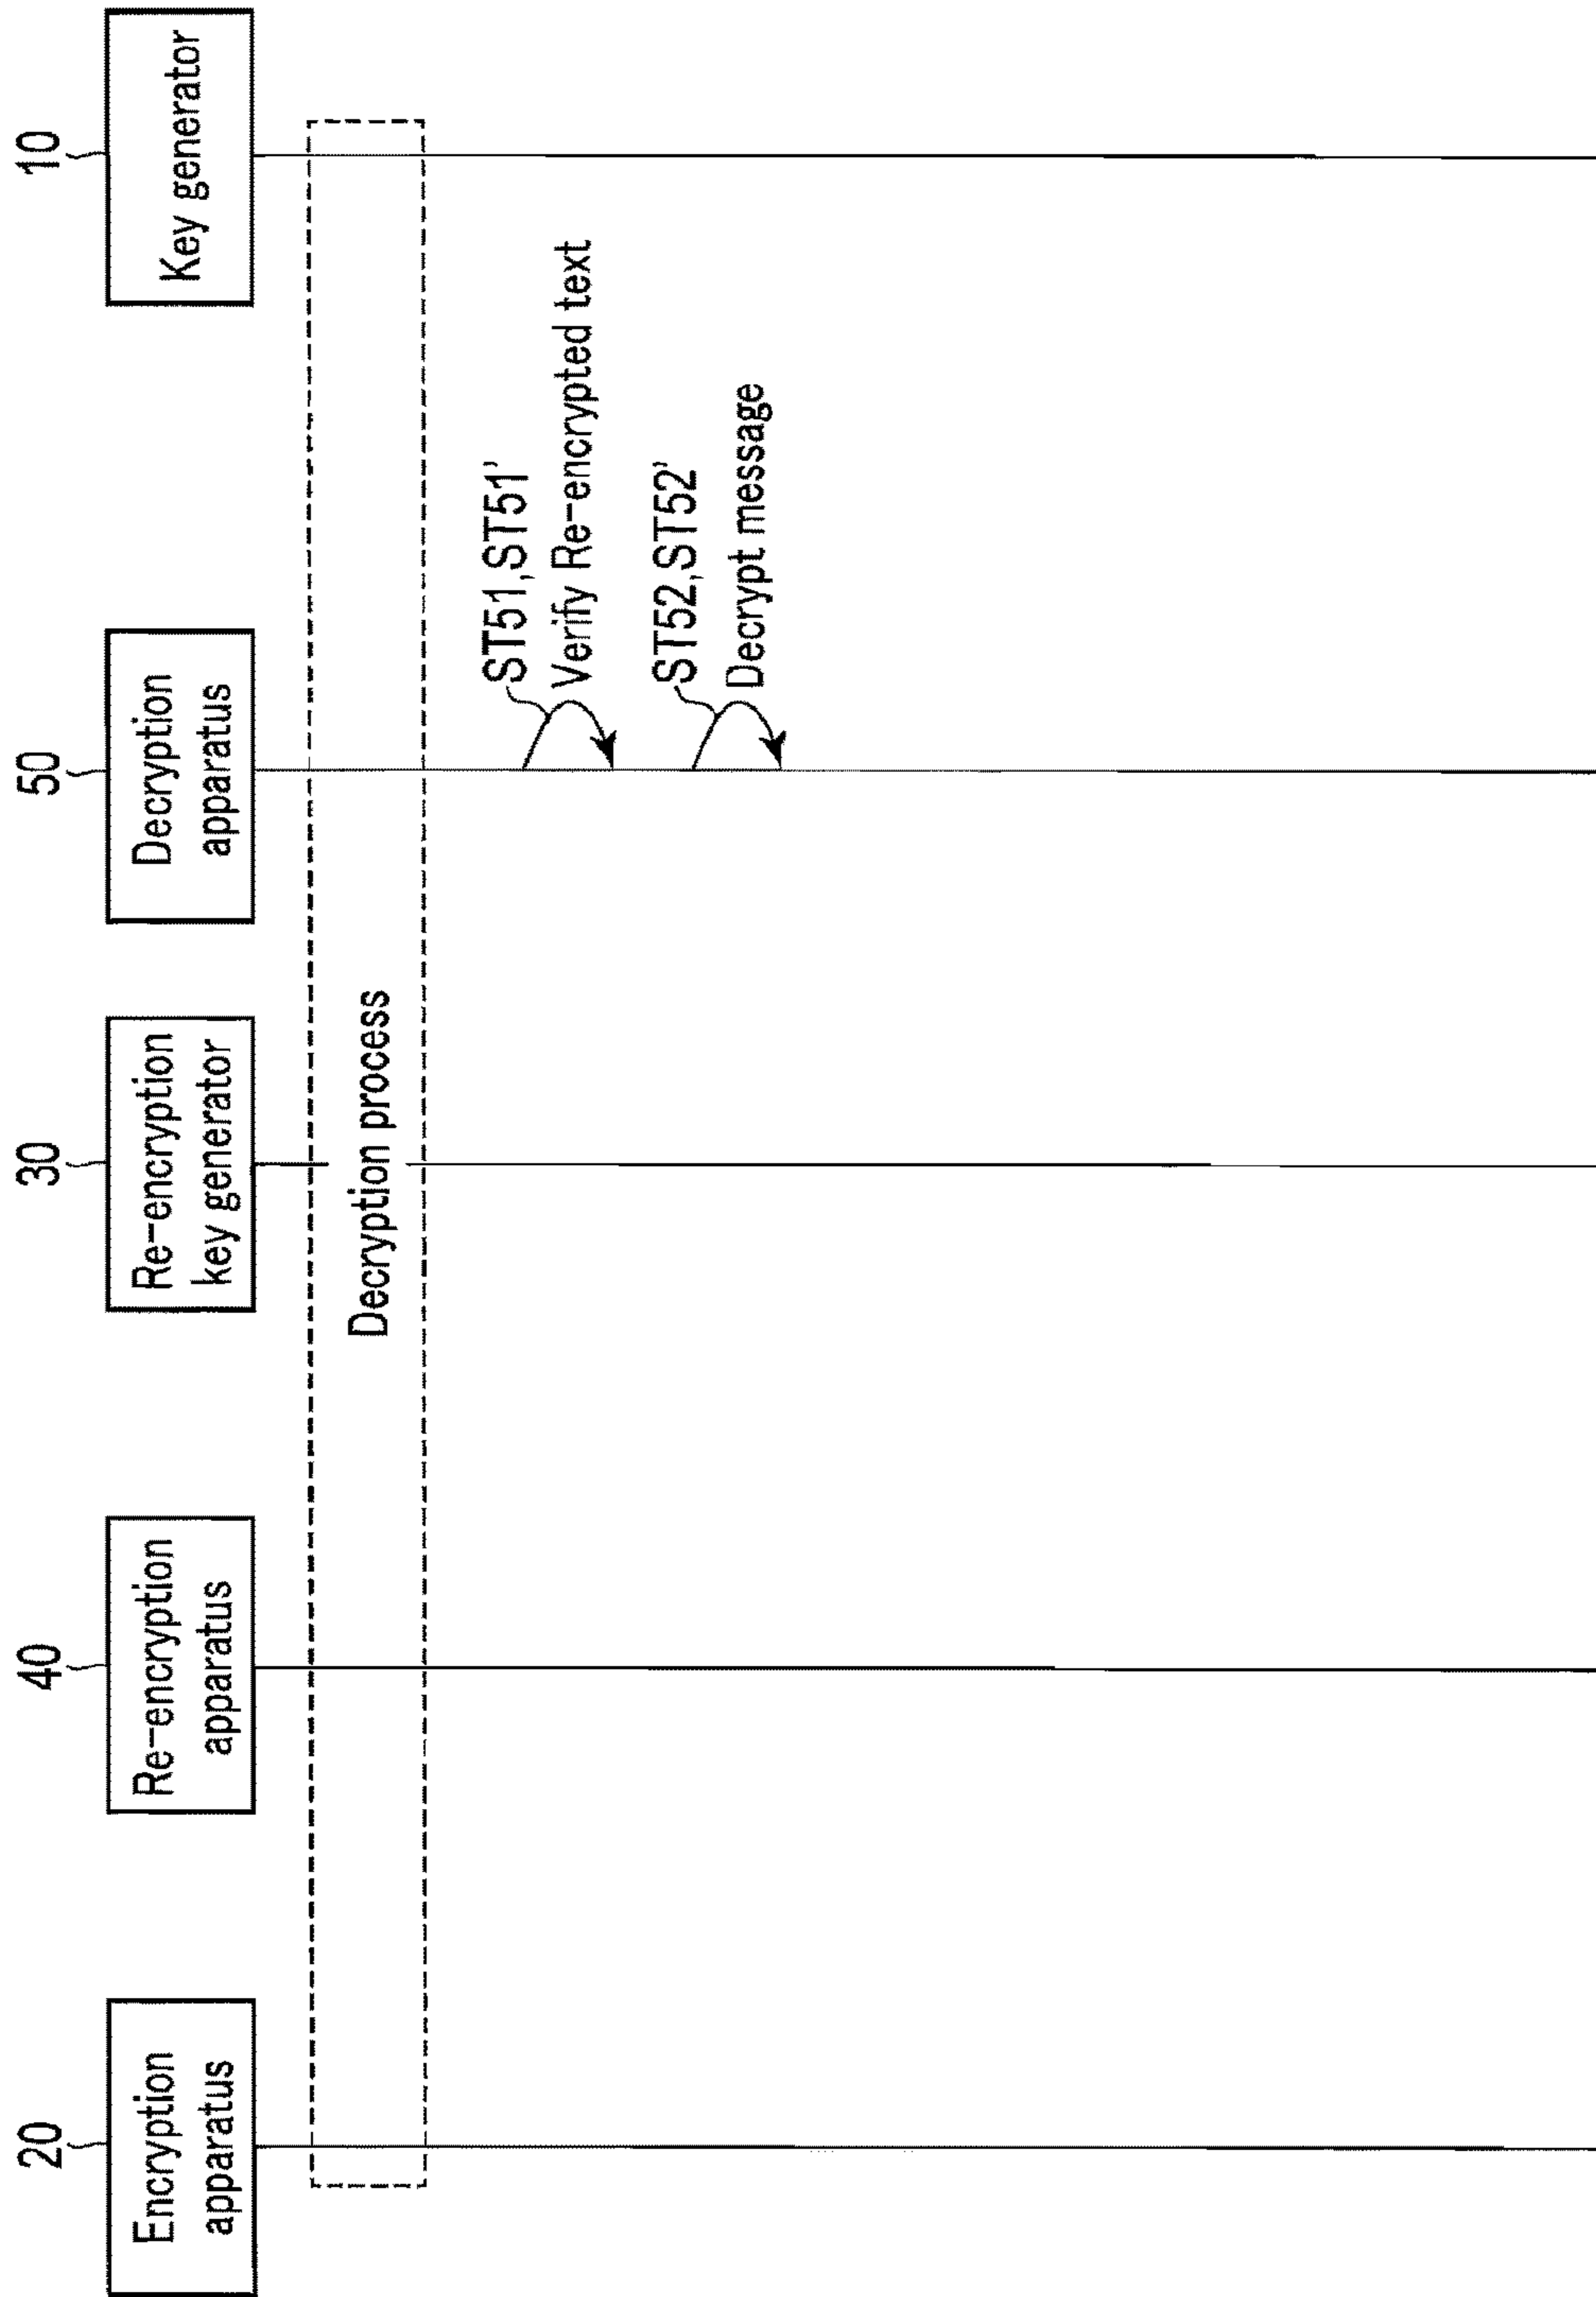 20
Encryption
apparatus
40
Re-encryption
apparatus
30
Re-encryption
key generator
50
Decryption
apparatus
10
Key generator
Decryption process
ST51,ST51'
Verify Re-encrypted text
ST52,ST52'
Decrypt message